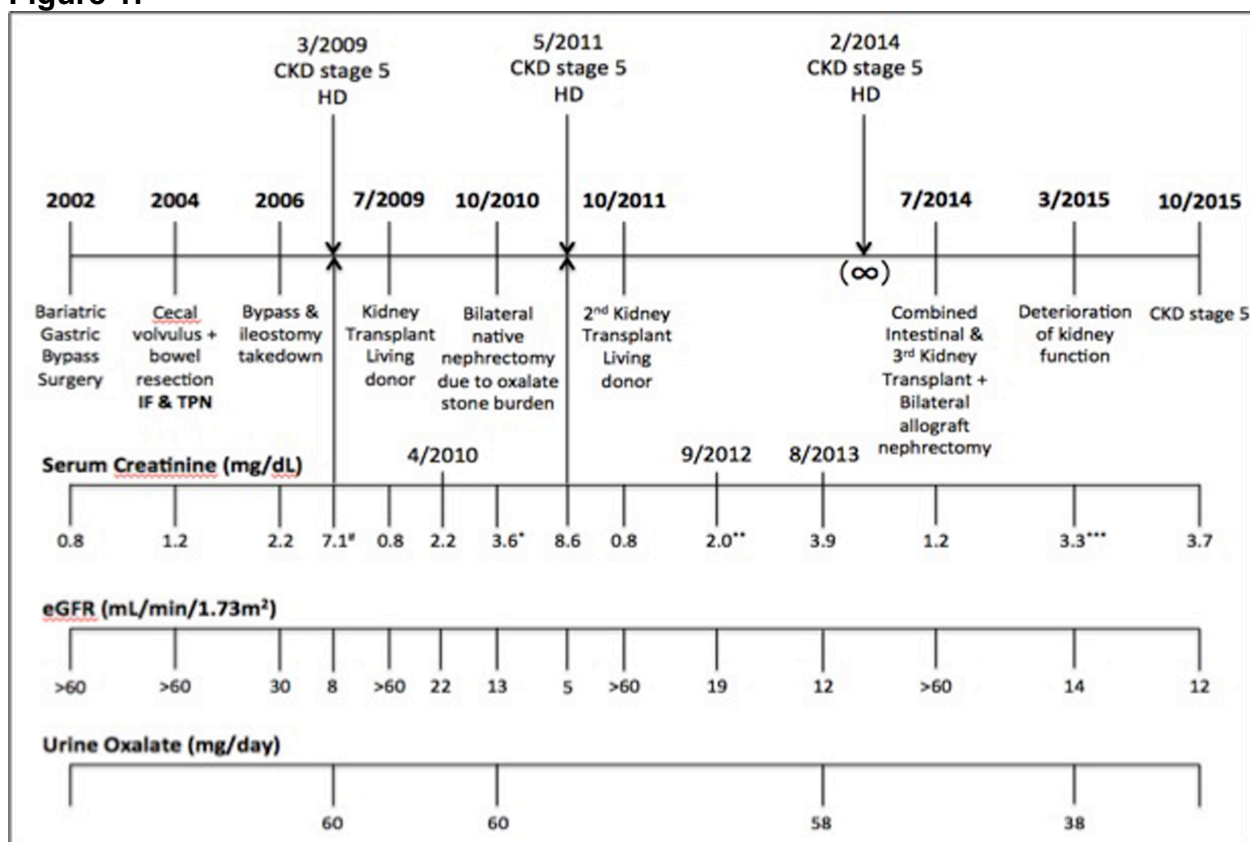 Figure 1.
3/2009
CKD stage 5
HD
5/2011
CKD stage 5
HD
2/2014
CKD stage 5
HD
2002
2004
2006
7/2009
10/2010
10/2011
7/2014
3/2015
10/2015
(∞)
Bariatric
Gastric
Bypass
Surgery
Cecal
volvulus +
bowel
resection
IF & TPN
Bypass &
ileostomy
takedown
Kidney
Transplant
Living
donor
Bilateral
native
nephrectomy
due to oxalate
stone burden
2nd Kidney
Transplant
Living
donor
Combined
Intestinal &
3rd Kidney
Transplant +
Bilateral
allograft
nephrectomy
Deterioration
of kidney
function
CKD stage 5
4/2010
9/2012
8/2013
Serum Creatinine (mg/dL)
0.8 1.2 2.2 7.1# 0.8 2.2 3.6* 8.6 0.8 2.0** 3.9 1.2 3.3*** 3.7
eGFR (mL/min/1.73m²)
>60 >60 30 8 >60 22 13 5 >60 19 12 >60 14 12
Urine Oxalate (mg/day)
60 60 58 38